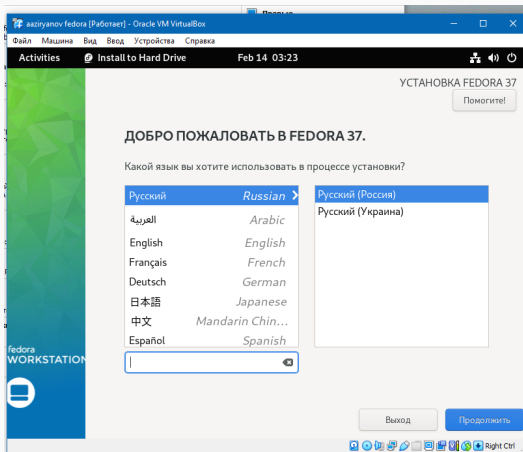 aaziryanov fedora [Работает] - Oracle VM VirtualBox
Файл Машина Вид Ввод Устройства Справка
Activities Install to Hard Drive Feb 14 03:23
УСТАНОВКА FEDORA 37
Помогите!
ДОБРО ПОЖАЛОВАТЬ В FEDORA 37.
Какой язык вы хотите использовать в процессе установки?
Русский Russian Русский (Россия)
Русский (Украина)
العربية Arabic
English English
Français French
Deutsch German
日本語 Japanese
中文 Mandarin Chin...
Español Spanish
fedora
WORKSTATION
Выход Продолжить
Right Ctrl